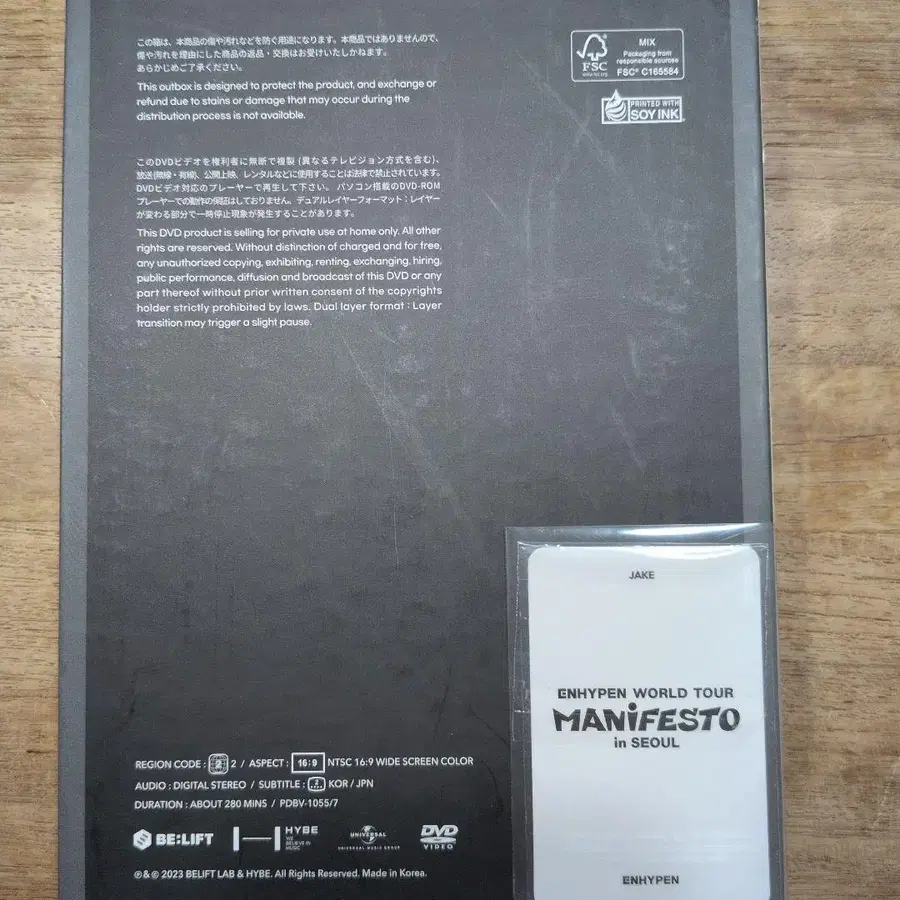 この箱は、本商品の傷や汚れなどを防ぐ用途になります。本商品ではありませんので、
傷や汚れを理由にした商品の返品・交換はお受けいたしかねます。
あらかじめご了承ください。
This outbox is designed to protect the product, and exchange or
refund due to stains or damage that may occur during the
distribution process is not available.
FSC
www.fsc.org
MIX
Packaging from
responsible sources
FSC® C165584
PRINTED WITH
SOY INK
このDVDビデオを権利者に無断で複製(異なるテレビジョン方式を含む)、
放送(無線・有線)、公開上映、レンタルなどに使用することは法律で禁止されています。
DVDビデオ対応のプレーヤーで再生して下さい。 パソコン搭載のDVD-ROM
プレーヤーでの動作の保証はしておりません。デュアルレイヤーフォーマット:レイヤー
が変わる部分で一時停止現象が発生することがあります。
This DVD product is selling for private use at home only. All other
rights are reserved. Without distinction of charged and for free,
any unauthorized copying, exhibiting, renting, exchanging, hiring,
public performance, diffusion and broadcast of this DVD or any
part thereof without prior written consent of the copyrights
holder strictly prohibited by laws. Dual layer format : Layer
transition may trigger a slight pause.
REGION CODE : 2 2 / ASPECT : 16:9 NTSC 16:9 WIDE SCREEN COLOR
AUDIO : DIGITAL STEREO / SUBTITLE : 2 KOR / JPN
DURATION : ABOUT 280 MINS / PDBV-1055/7
BE:LIFT
HYBE
WE
BELIEVE IN
MUSIC
UNIVERSAL
UNIVERSAL MUSIC GROUP
DVD
VIDEO
℗&© 2023 BELIFT LAB & HYBE. All Rights Reserved. Made in Korea.
JAKE
ENHYPEN WORLD TOUR
MANiFESTO
in SEOUL
ENHYPEN